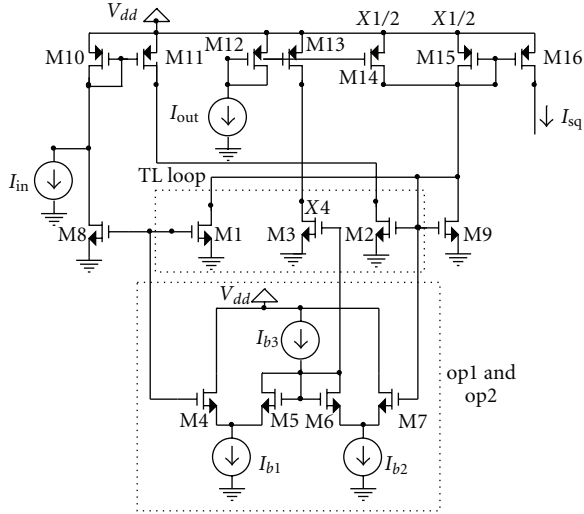 Vdd
M10
M11
M12
M13
X1/2
M14
X1/2
M15
M16
Iout
Isq
Iin
TL loop
X4
M8
M1
M3
M2
M9
Vdd
Ib3
op1 and
op2
M4
M5
M6
M7
Ib1
Ib2